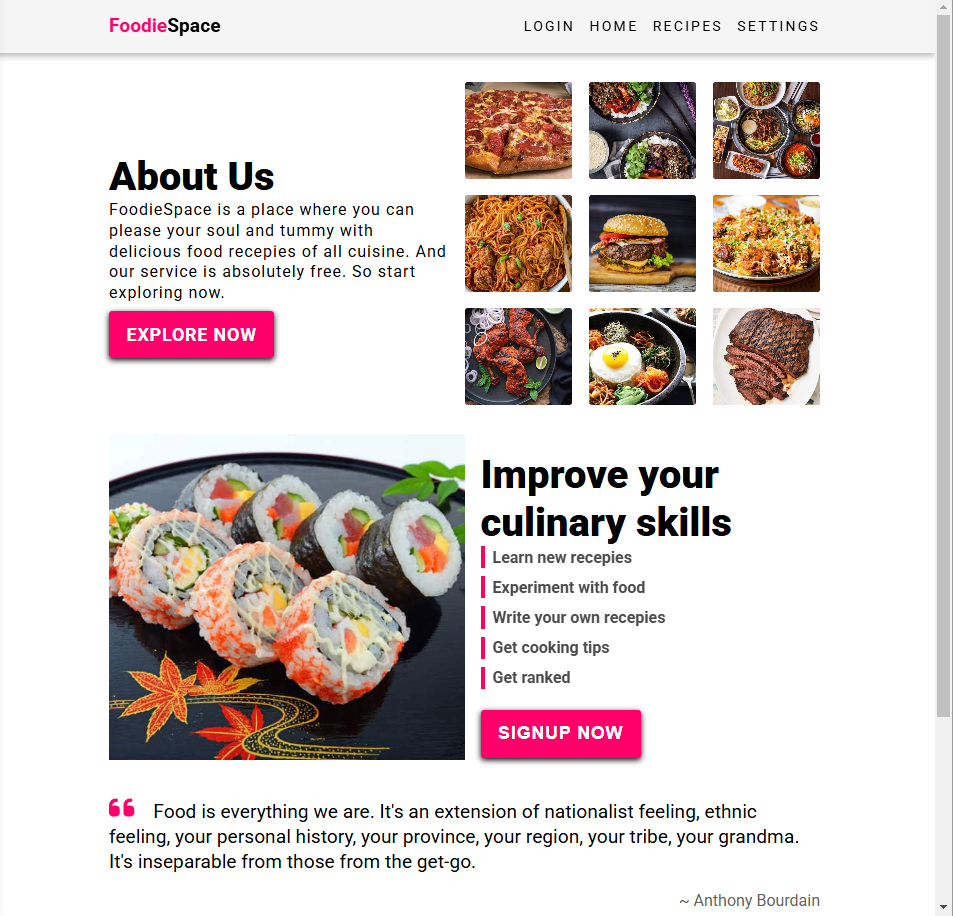 FoodieSpace
LOGIN HOME RECIPES SETTINGS
About Us
FoodieSpace is a place where you can
please your soul and tummy with
delicious food recepies of all cuisine. And
our service is absolutely free. So start
exploring now.
EXPLORE NOW
Improve your
culinary skills
Learn new recepies
Experiment with food
Write your own recepies
Get cooking tips
Get ranked
SIGNUP NOW
❝ Food is everything we are. It's an extension of nationalist feeling, ethnic
feeling, your personal history, your province, your region, your tribe, your grandma.
It's inseparable from those from the get-go.
~ Anthony Bourdain